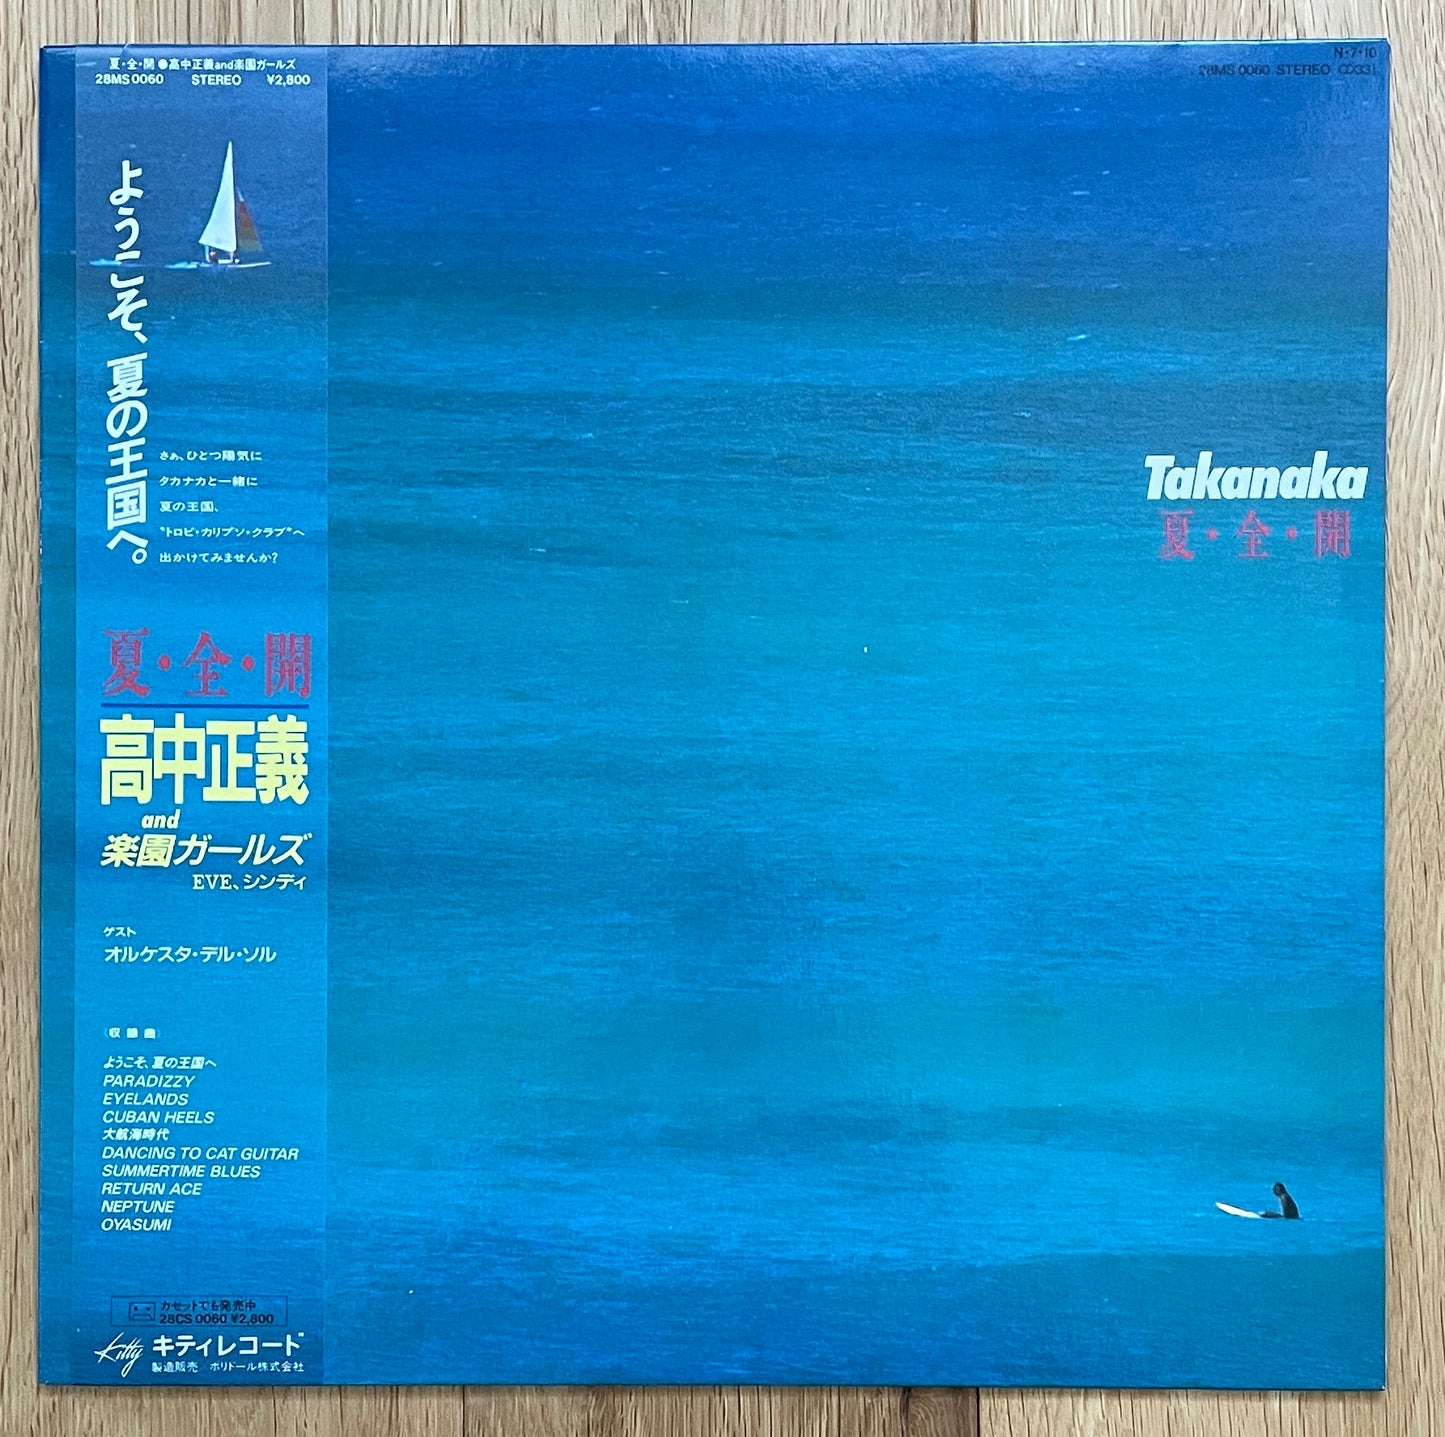 夏・全・開●高中正義and楽園ガールズ
28MS 0060 STEREO ¥2,800
ようこそ、夏の王国へ。
さぁ、ひとつ陽気に
タカナカと一緒に
夏の王国、
“トロピ・カリプソ・クラブ”へ
出かけてみませんか?
夏・全・開
高中正義
and
楽園ガールズ
EVE、シンディ
ゲスト
オルケスタ・デル・ソル
〈収録曲〉
ようこそ、夏の王国へ
PARADIZZY
EYELANDS
CUBAN HEELS
大航海時代
DANCING TO CAT GUITAR
SUMMERTIME BLUES
RETURN ACE
NEPTUNE
OYASUMI
カセットでも発売中
28CS 0060 ¥2,800
Kitty キティレコード
製造販売/ポリドール株式会社
N・7・10
28MS 0060 STEREO
Takanaka
夏・全・開